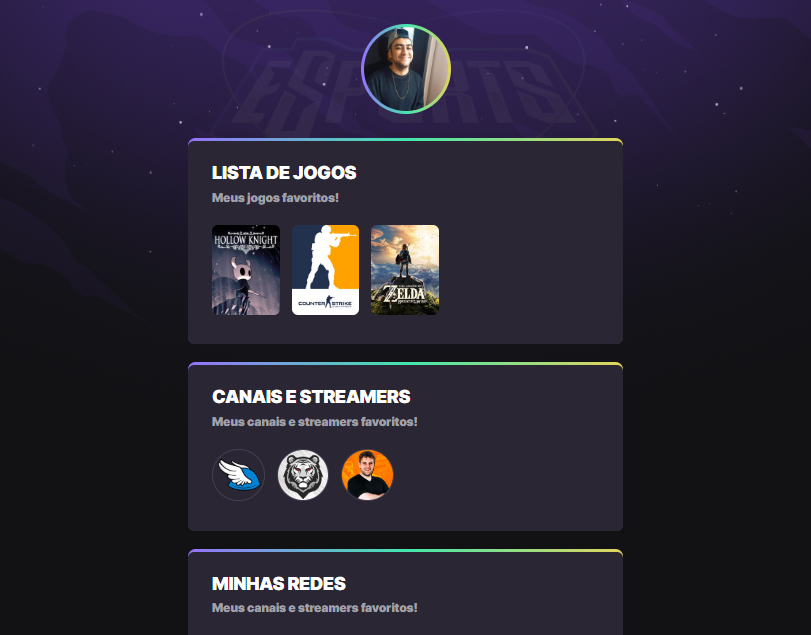 ESPORTS
LISTA DE JOGOS
Meus jogos favoritos!
HOLLOW KNIGHT
COUNTER STRIKE
ZELDA
CANAIS E STREAMERS
Meus canais e streamers favoritos!
MINHAS REDES
Meus canais e streamers favoritos!